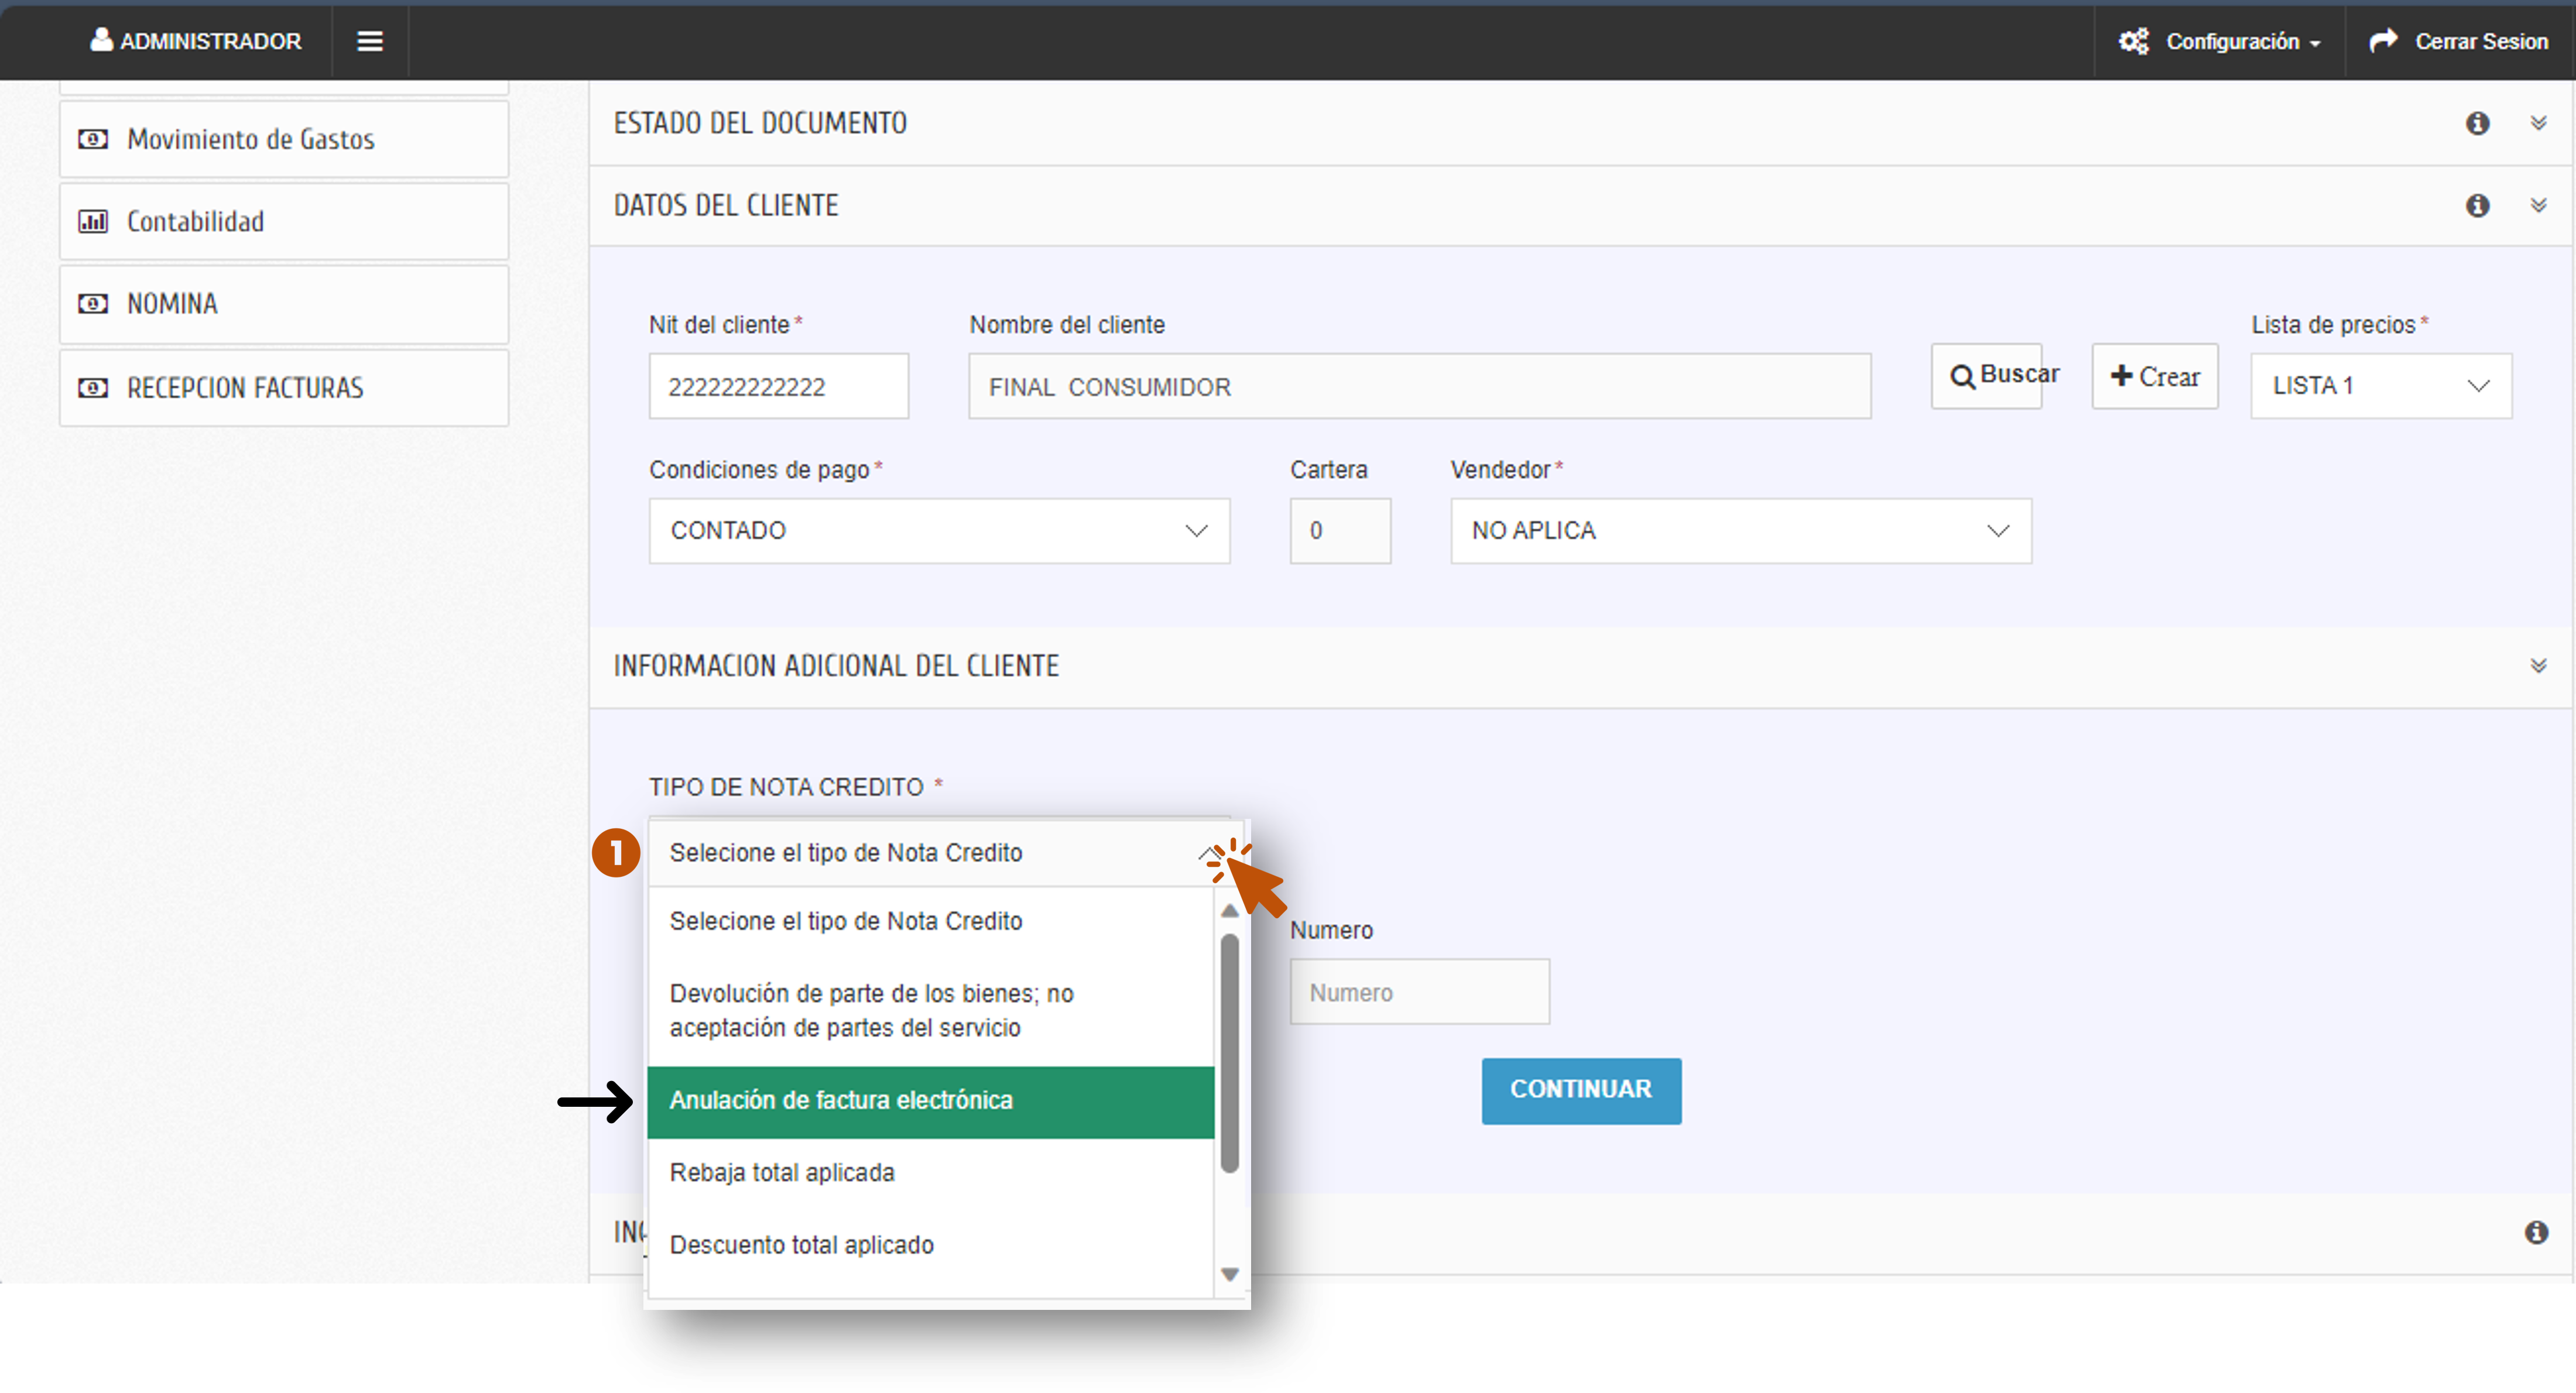 ADMINISTRADOR
Configuración
Cerrar Sesion
Movimiento de Gastos
Contabilidad
NOMINA
RECEPCION FACTURAS
ESTADO DEL DOCUMENTO
DATOS DEL CLIENTE
Nit del cliente*
Nombre del cliente
Lista de precios*
222222222222
FINAL CONSUMIDOR
Buscar
Crear
LISTA 1
Condiciones de pago*
Cartera
Vendedor*
CONTADO
0
NO APLICA
INFORMACION ADICIONAL DEL CLIENTE
TIPO DE NOTA CREDITO *
1
Selecione el tipo de Nota Credito
Selecione el tipo de Nota Credito
Devolución de parte de los bienes; no
aceptación de partes del servicio
Anulación de factura electrónica
Rebaja total aplicada
Descuento total aplicado
Numero
Numero
CONTINUAR